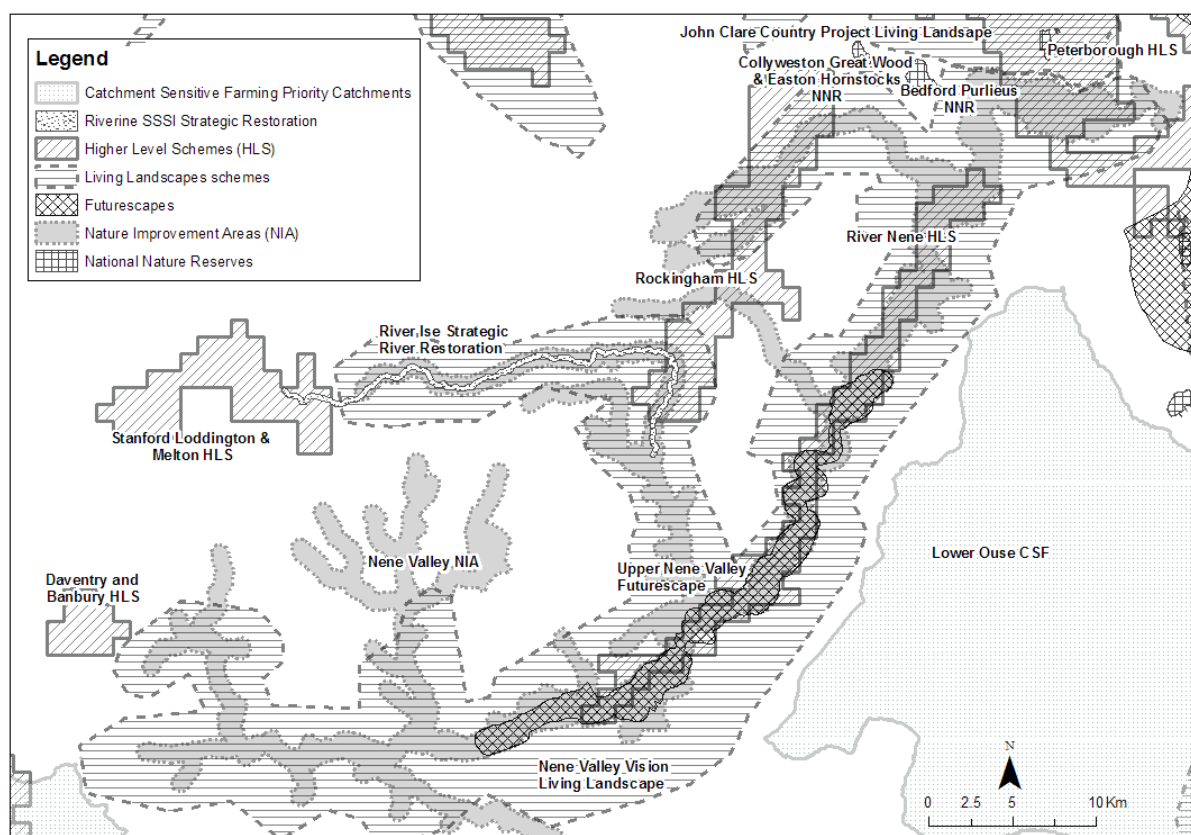 Legend
Catchment Sensitive Farming Priority Catchments
Riverine SSSI Strategic Restoration
Higher Level Schemes (HLS)
Living Landscapes schemes
Futurescapes
Nature Improvement Areas (NIA)
National Nature Reserves
John Clare Country Project Living Landsape
Peterborough HLS
Collyweston Great Wood
& Easton Hornstocks
NNR
Bedford Purlieus
NNR
River Nene HLS
Rockingham HLS
River Ise Strategic
River Restoration
Stanford Loddington &
Melton HLS
Nene Valley NIA
Upper Nene Valley
Futurescape
Lower Ouse CSF
Daventry and
Banbury HLS
Nene Valley Vision
Living Landscape
N
0 2.5 5 10 Km